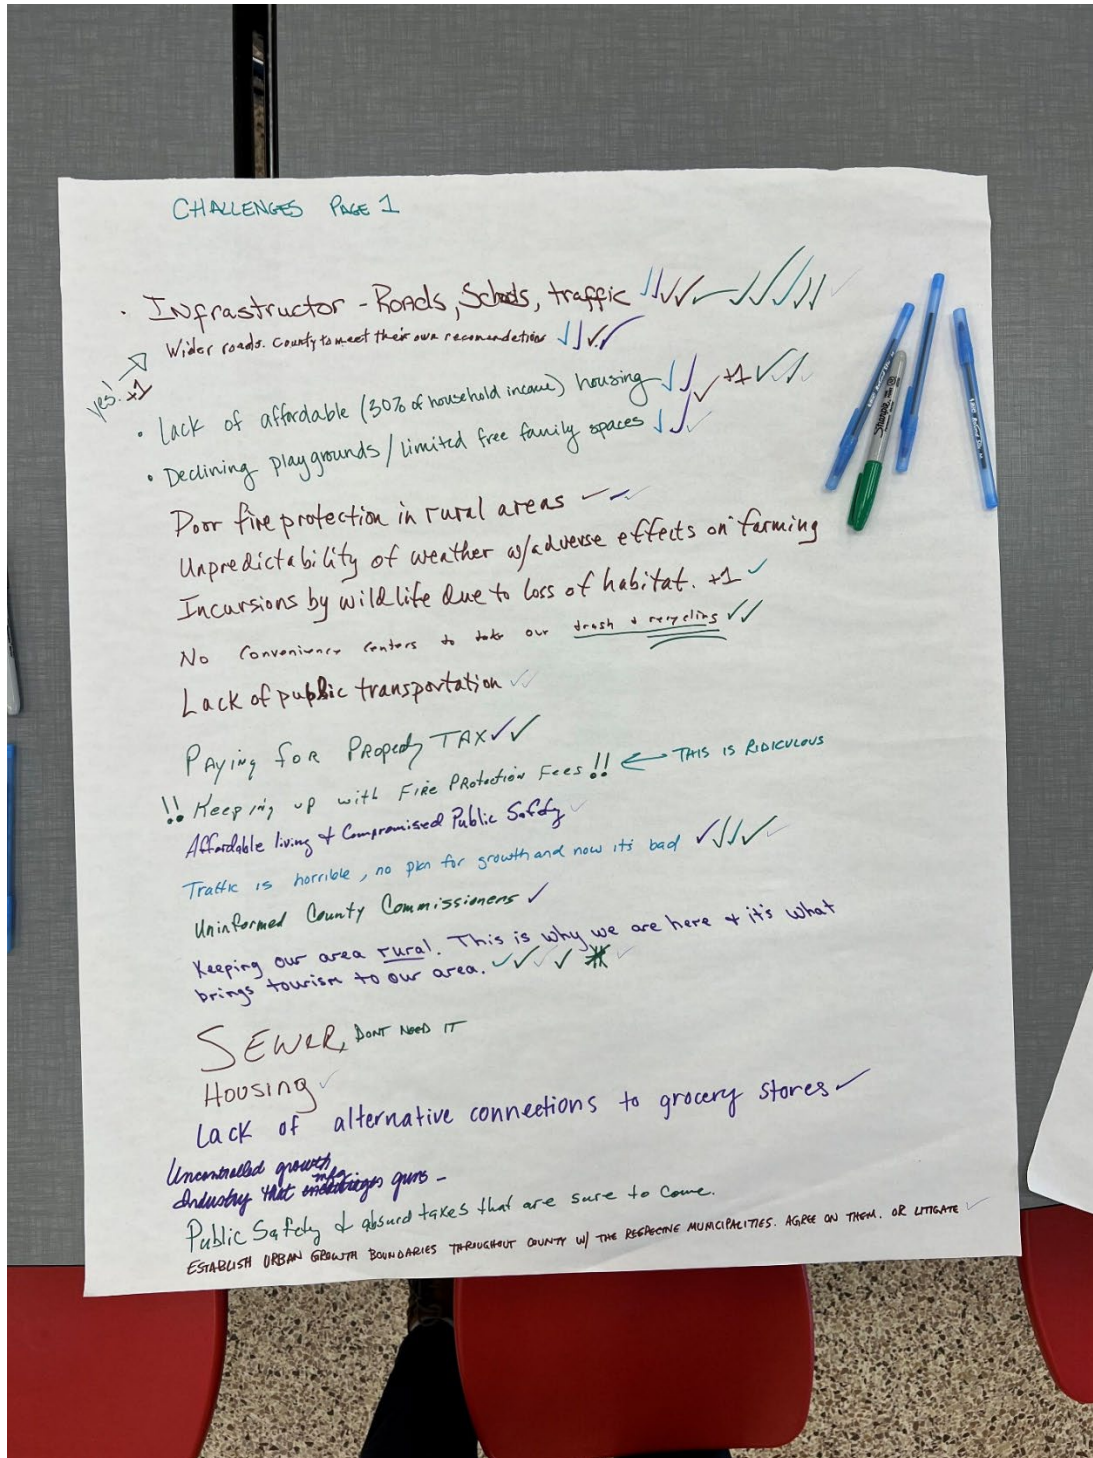 CHALLENGES PAGE 1
• INfrastructor - Roads, Schools, traffic ✓✓✓✓✓✓✓✓✓✓✓
Wider roads. County to meet their own recomendations ✓✓✓✓
yes! +1
• Lack of affordable (30% of household income) housing ✓✓✓ +1 ✓✓✓
• Declining playgrounds / limited free family spaces ✓✓✓
Poor fire protection in rural areas ✓✓✓
Unpredictability of weather w/adverse effects on farming
Incursions by wildlife due to loss of habitat. +1 ✓
No Convenience centers to take our trash & recycling ✓✓
Lack of public transportation ✓✓
PAying foR PRoperty TAX ✓✓
!! Keeping up with FIRe PRotection Fees !! ← THIS IS RIDICULOUS
Affordable living & Compromised Public Safety ✓
Traffic is horrible, no plan for growth and now it's bad ✓✓✓✓✓
Uninformed County Commissioners ✓
Keeping our area rural. This is why we are here & it's what
brings tourism to our area. ✓✓✓✓ ✓
SEWER, DONT NEED IT
HOUSING ✓
Lack of alternative connections to grocery stores ✓
Uncontrolled growth
Industry that mfg guns -
Public Safety & absurd taxes that are sure to come.
ESTABLISH URBAN GROWTH BOUNDARIES THROUGHOUT COUNTY W/ THE RESPECTIVE MUNICIPALITIES. AGREE ON THEM. OR LITIGATE ✓
Sharpie